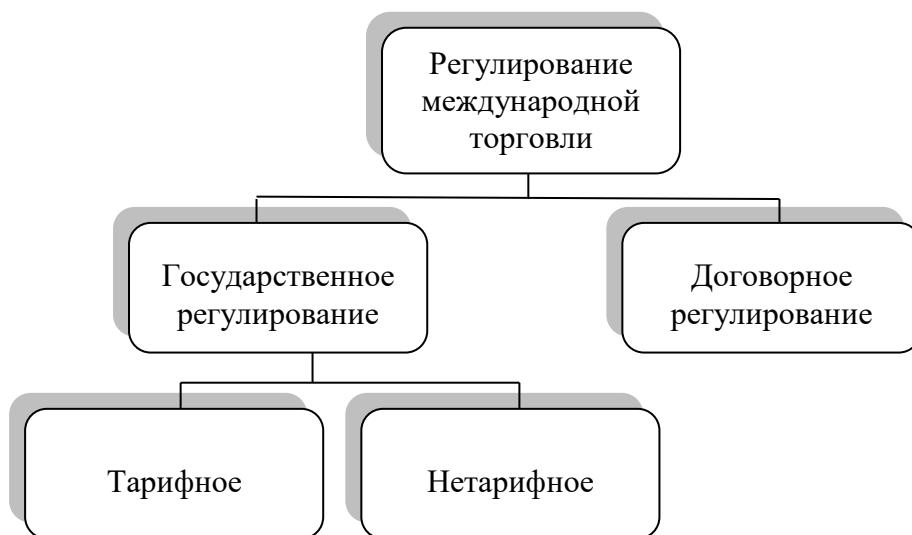 Регулирование
международной
торговли
Государственное
регулирование
Договорное
регулирование
Тарифное
Нетарифное